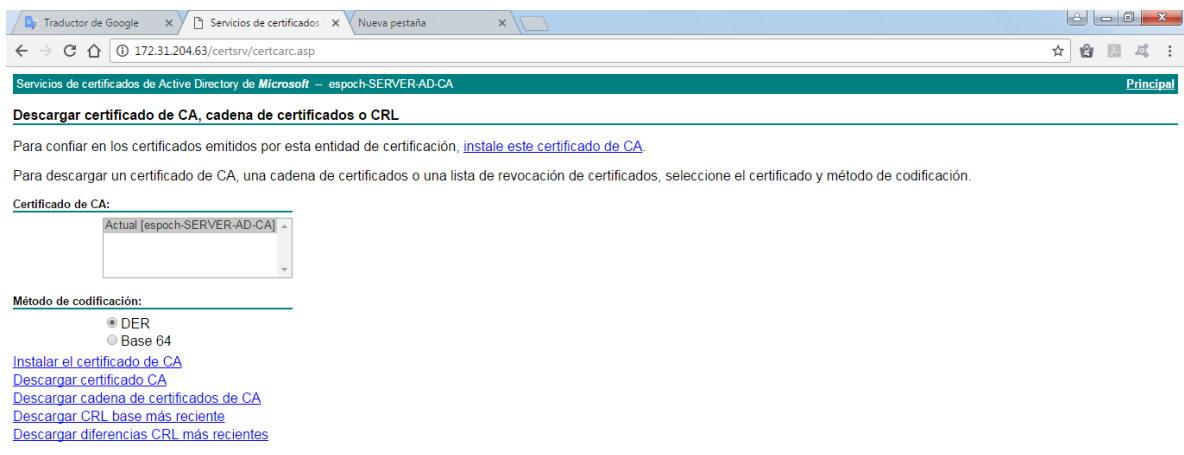 Traductor de Google
Servicios de certificados
Nueva pestaña
172.31.204.63/certsrv/certcarc.asp
Servicios de certificados de Active Directory de Microsoft -- espoch-SERVER-AD-CA Principal
Descargar certificado de CA, cadena de certificados o CRL
Para confiar en los certificados emitidos por esta entidad de certificación, instale este certificado de CA.
Para descargar un certificado de CA, una cadena de certificados o una lista de revocación de certificados, seleccione el certificado y método de codificación.
Certificado de CA:
Actual [espoch-SERVER-AD-CA]
Método de codificación:
DER
Base 64
Instalar el certificado de CA
Descargar certificado CA
Descargar cadena de certificados de CA
Descargar CRL base más reciente
Descargar diferencias CRL más recientes